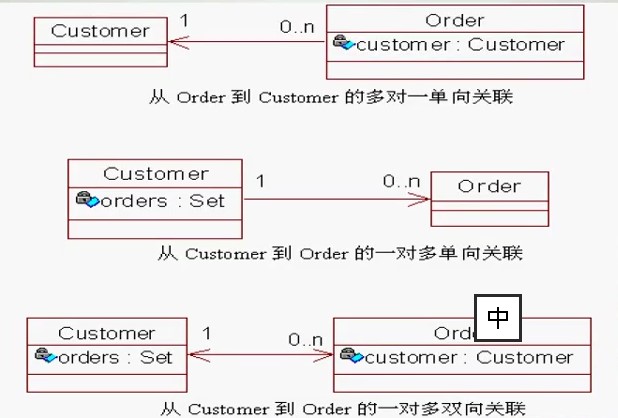 Customer
1
0..n
Order
customer : Customer
从 Order 到 Customer 的多对一单向关联
Customer
orders : Set
1
0..n
Order
从 Customer 到 Order 的一对多单向关联
Customer
orders : Set
1
0..n
中
customer : Customer
从 Customer 到 Order 的一对多双向关联